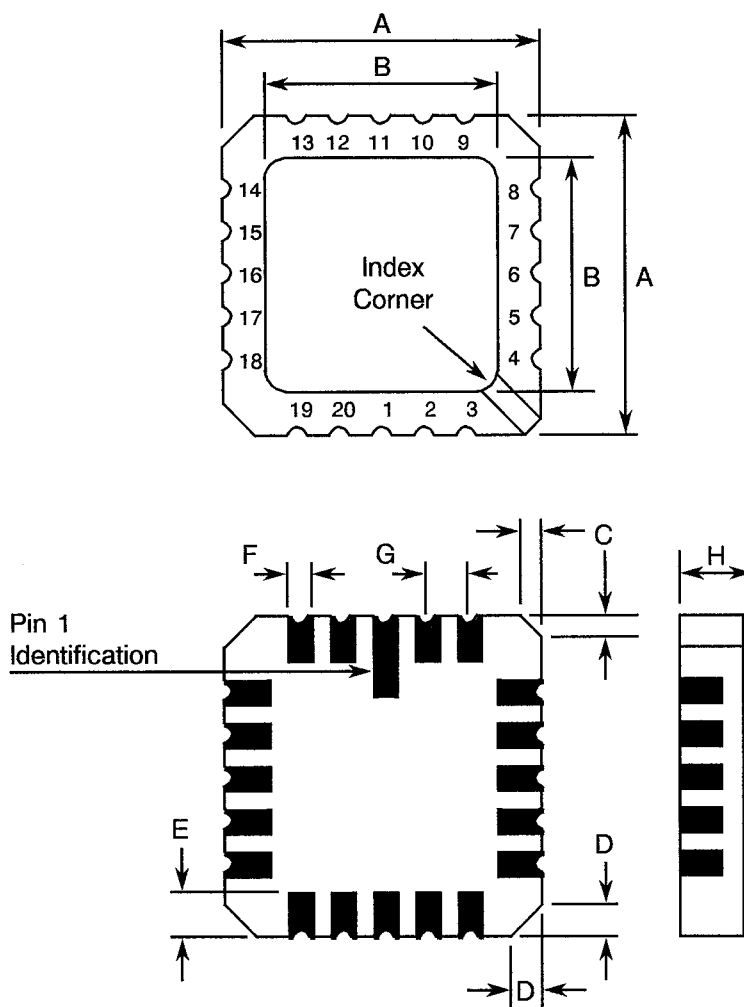 A
B
13 12 11 10 9
14 8
15 7
16 Index 6 B A
Corner
17 5
18 4
19 20 1 2 3
C
F G H
Pin 1
Identification
E D
D